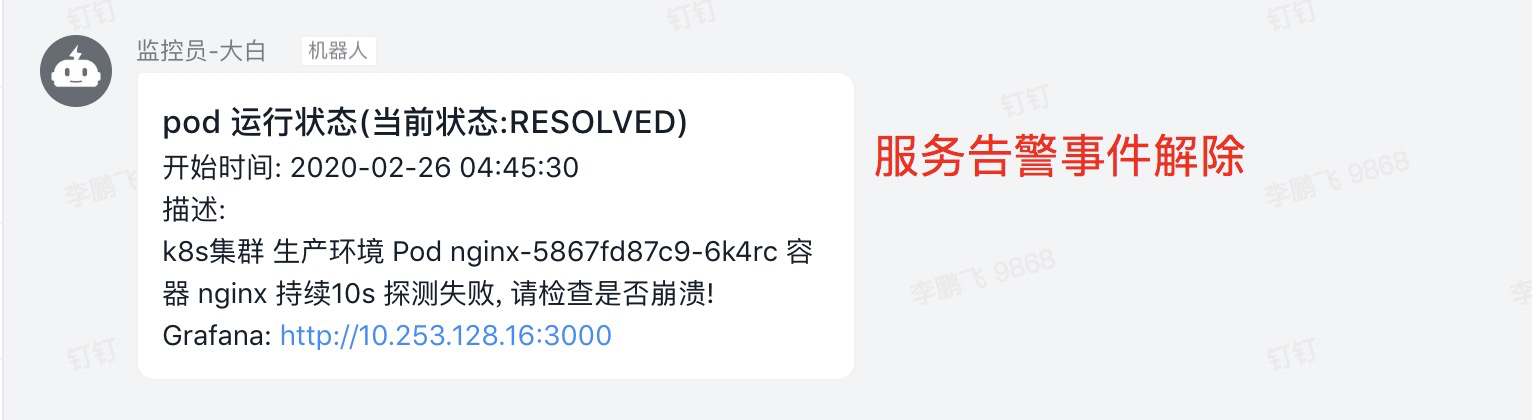 钉钉
钉钉
钉钉
监控员-大白
机器人
pod 运行状态(当前状态:RESOLVED)
钉钉
服务告警事件解除
开始时间: 2020-02-26 04:45:30
李鹏飞
李鹏飞 9868
描述:
k8s集群 生产环境 Pod nginx-5867fd87c9-6k4rc 容
器 nginx 持续10s 探测失败, 请检查是否崩溃!
李鹏飞 9868
Grafana: http://10.253.128.16:3000
钉钉
钉钉